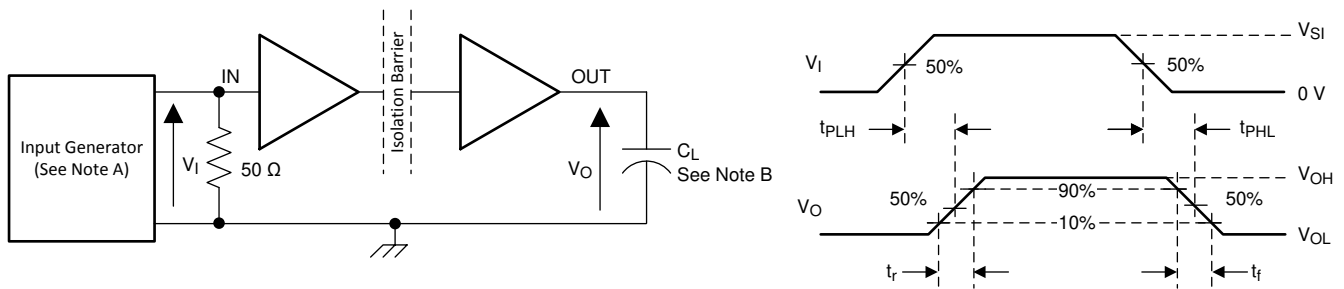 Input Generator
(See Note A)
V_I
IN
50 Ω
Isolation Barrier
OUT
V_O
C_L
See Note B
V_I
50%
50%
V_SI
0 V
t_PLH
t_PHL
V_O
50%
90%
50%
10%
V_OH
V_OL
t_r
t_f